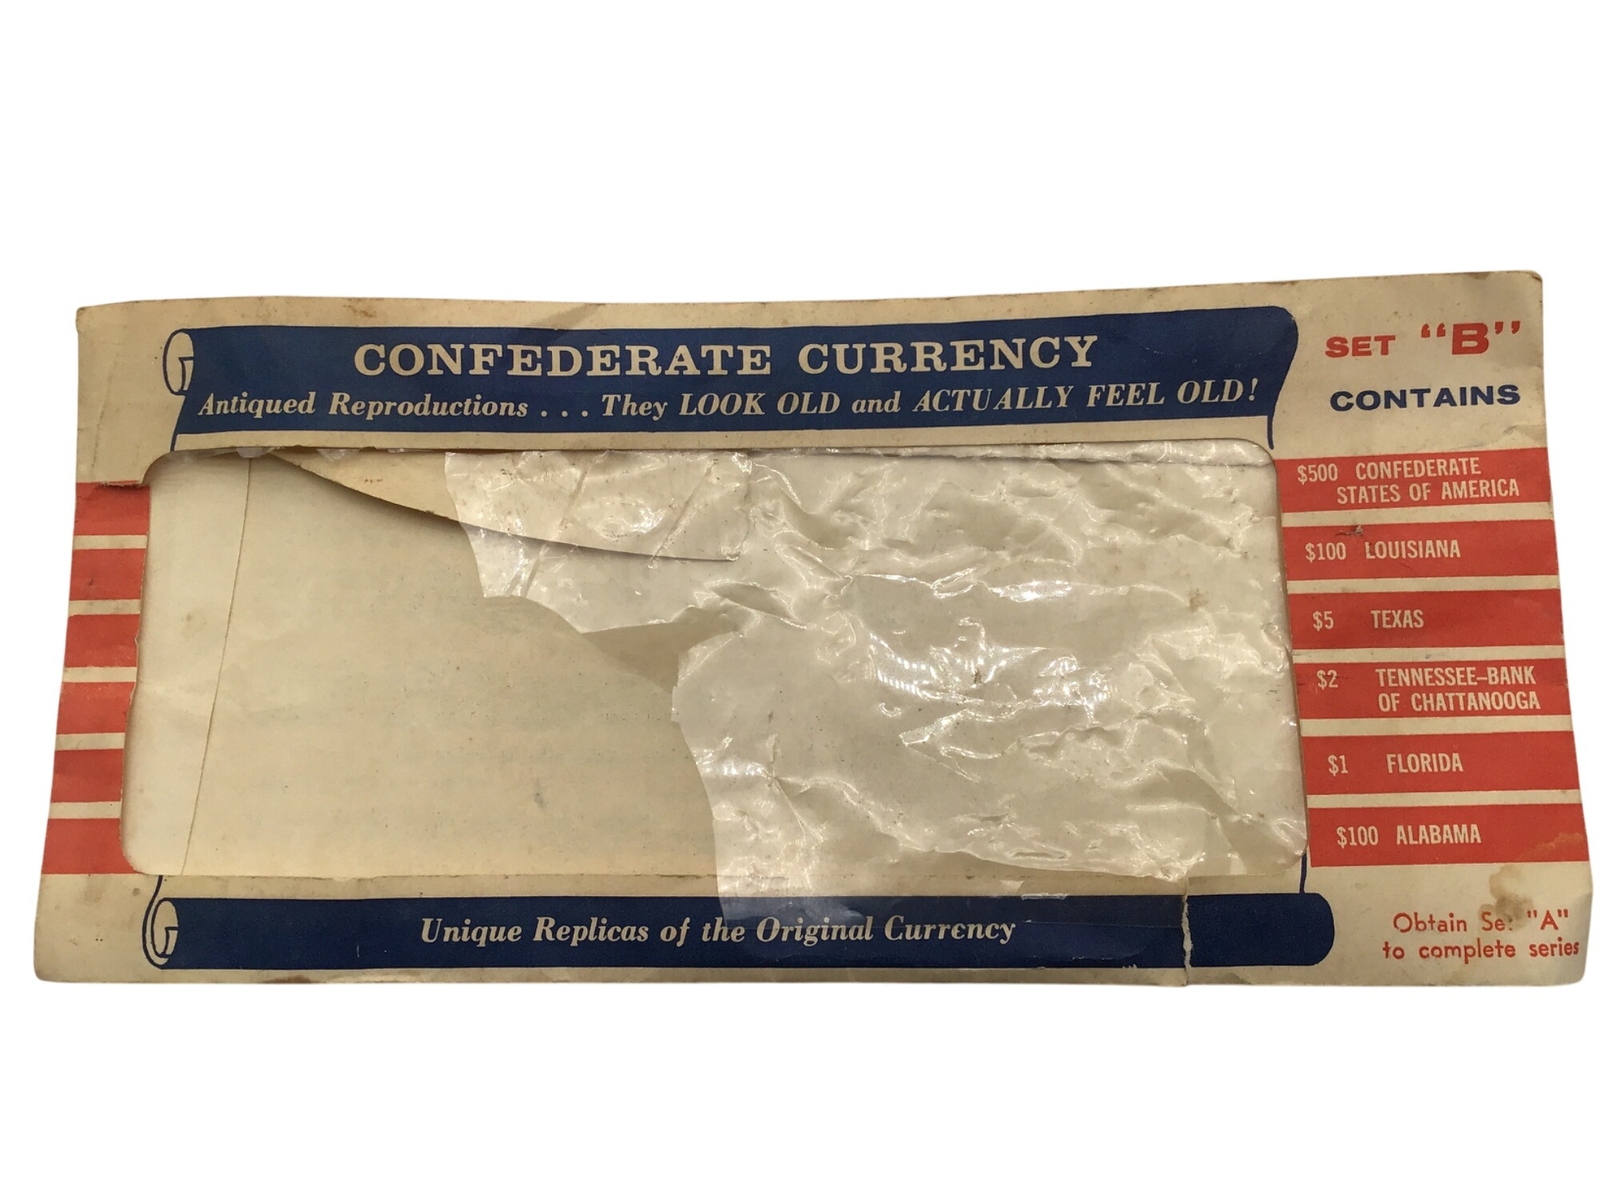 CONFEDERATE CURRENCY
Antiqued Reproductions . . . They LOOK OLD and ACTUALLY FEEL OLD!
SET "B"
CONTAINS
$500 CONFEDERATE
STATES OF AMERICA
$100 LOUISIANA
$5 TEXAS
$2 TENNESSEE-BANK
OF CHATTANOOGA
$1 FLORIDA
$100 ALABAMA
Unique Replicas of the Original Currency
Obtain Set "A"
to complete series